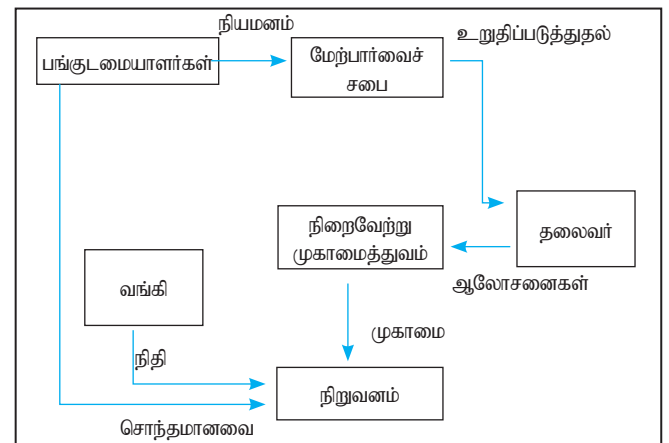 நியமனம்
உறுதிப்படுத்துதல்
பங்குடமையாளர்கள்
மேற்பார்வைச்
சபை
நிறைவேற்று
முகாமைத்துவம்
தலைவர்
ஆலோசனைகள்
வங்கி
முகாமை
நிதி
நிறுவனம்
சொந்தமானவை